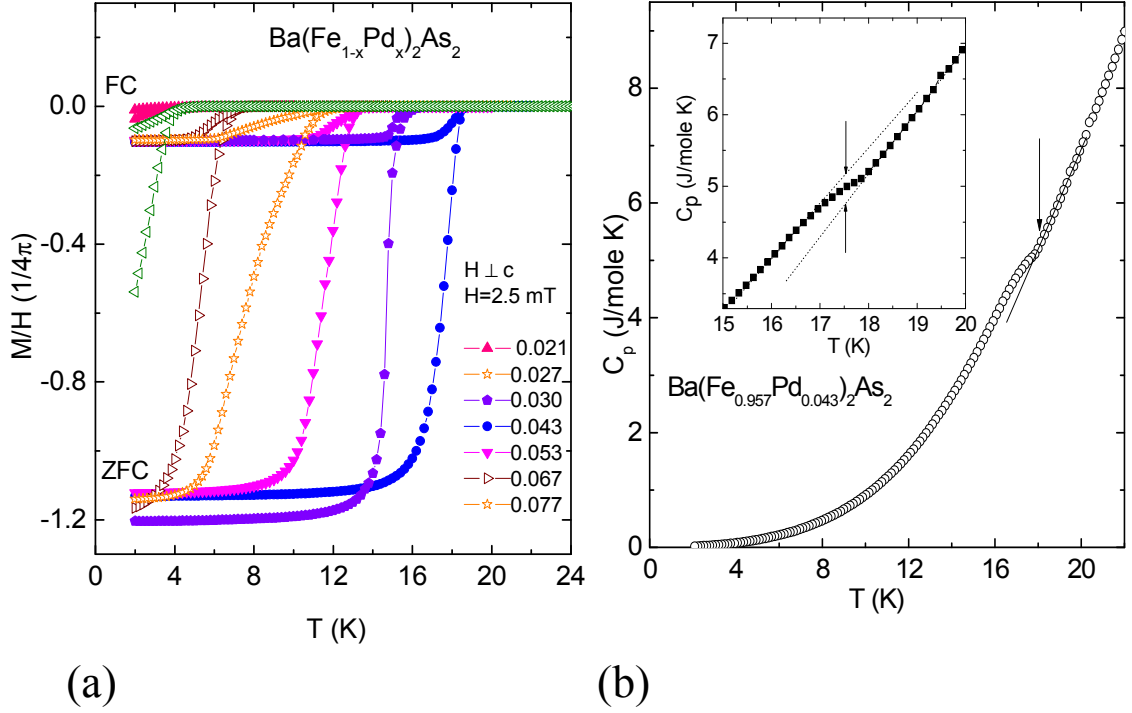 Ba(Fe1-xPdx)2As2
FC
0.0
-0.4
-0.8
-1.2
M/H (1/4π)
H ⊥ c
H=2.5 mT
0.021
0.027
0.030
0.043
0.053
0.067
0.077
ZFC
0 4 8 12 16 20 24
T (K)
(a)
8
6
4
2
0
Cp (J/mole K)
7
6
5
4
Cp (J/mole K)
15 16 17 18 19 20
T (K)
Ba(Fe0.957Pd0.043)2As2
0 4 8 12 16 20
T (K)
(b)